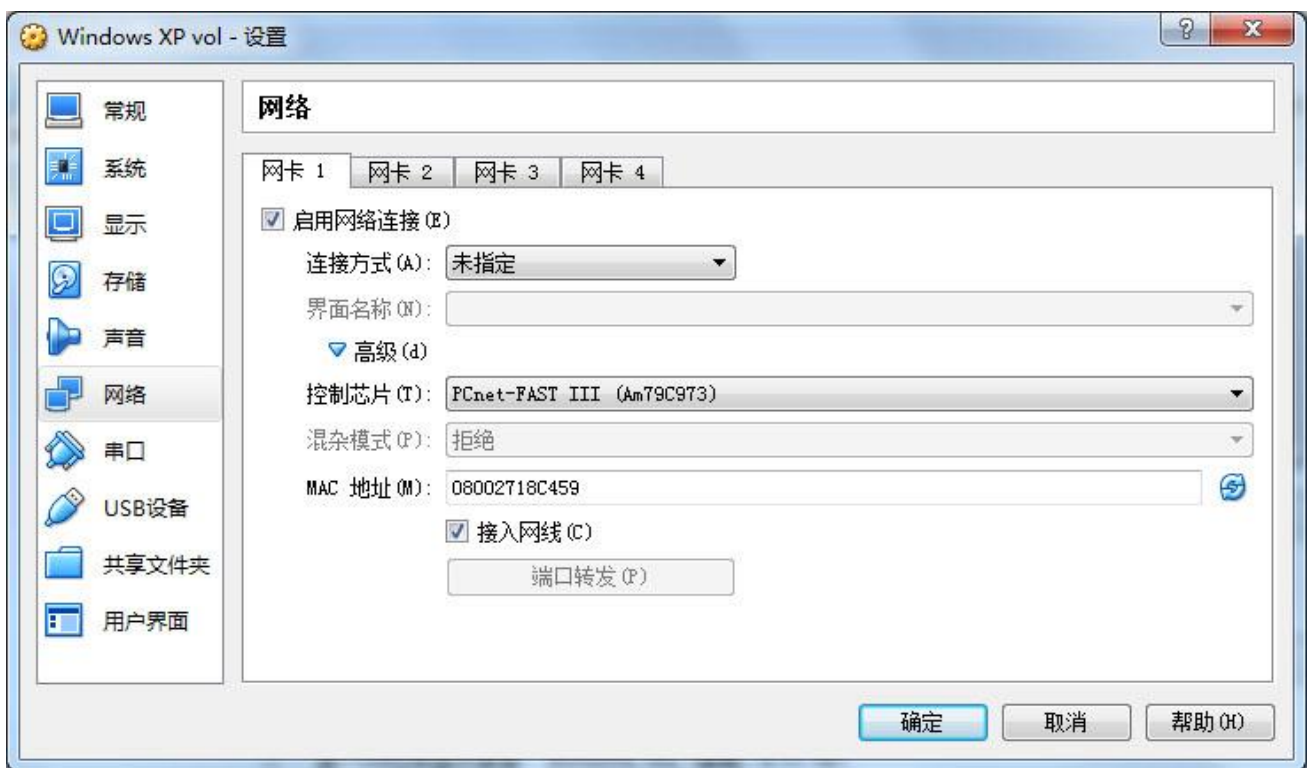 Windows XP vol - 设置
常规
系统
显示
存储
声音
网络
串口
USB设备
共享文件夹
用户界面
网络
网卡 1
网卡 2
网卡 3
网卡 4
启用网络连接(E)
连接方式(A): 未指定
界面名称(N):
高级(d)
控制芯片(T): PCnet-FAST III (Am79C973)
混杂模式(P): 拒绝
MAC 地址(M): 08002718C459
接入网线(C)
端口转发(P)
确定
取消
帮助(H)